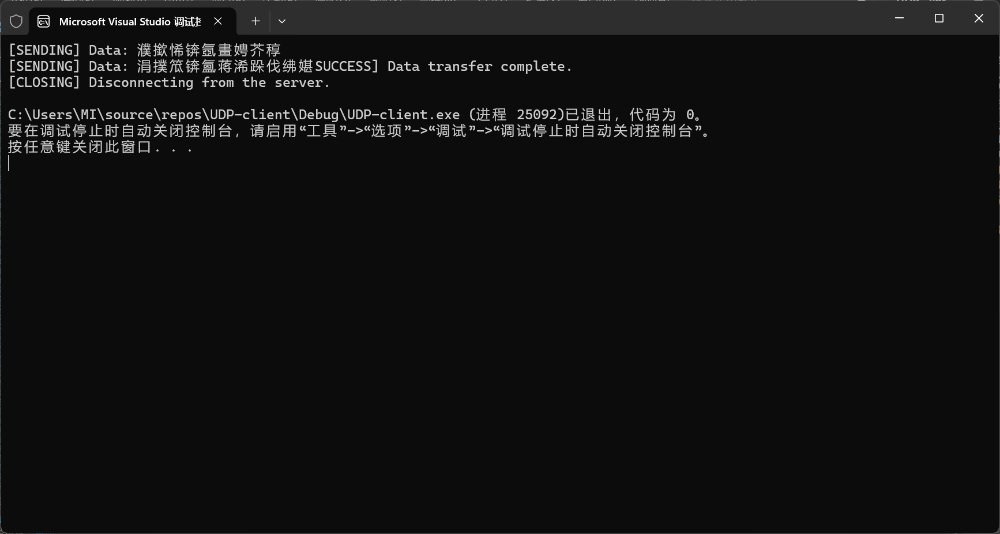 Microsoft Visual Studio 调试
[SENDING] Data: 濮撳悕锛氬畫娉芥稕
[SENDING] Data: 涓撲笟锛氳蒋浠跺伐绋媅SUCCESS] Data transfer complete.
[CLOSING] Disconnecting from the server.
C:\Users\MI\source\repos\UDP-client\Debug\UDP-client.exe (进程 25092)已退出，代码为 0。
要在调试停止时自动关闭控制台，请启用“工具”->“选项”->“调试”->“调试停止时自动关闭控制台”。
按任意键关闭此窗口. . .